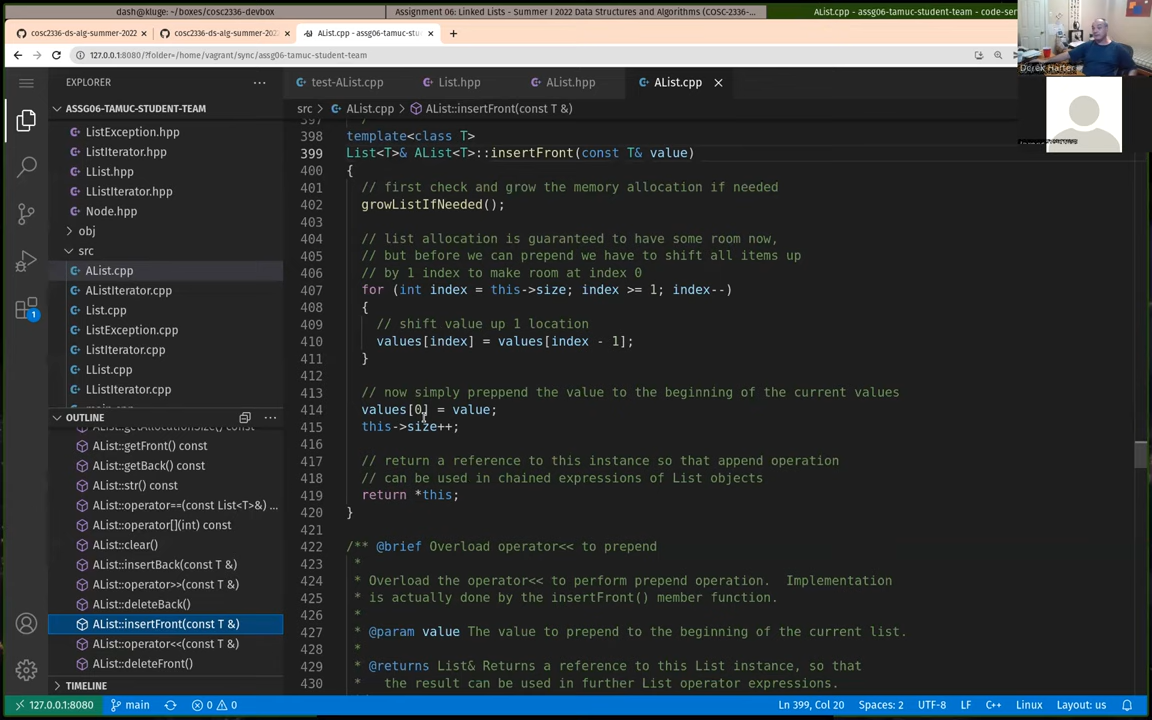 dash@kluge: ~/boxes/cosc2336-devbox
Assignment 06: Linked Lists - Summer I 2022 Data Structures and Algorithms (COSC-2336-...
AList.cpp - assg06-tamuc-student-team - code-serv
cosc2336-ds-alg-summer-2022
cosc2336-ds-alg-summer-202
AList.cpp - assg06-tamuc-stu
127.0.0.1:8080/?folder=/home/vagrant/sync/assg06-tamuc-student-team
Derek Harter
EXPLORER
test-AList.cpp
List.hpp
AList.hpp
AList.cpp
ASSG06-TAMUC-STUDENT-TEAM
src > AList.cpp > AList::insertFront(const T &)
ListException.hpp
ListIterator.hpp
LList.hpp
LListIterator.hpp
Node.hpp
obj
src
AList.cpp
AListIterator.cpp
List.cpp
ListException.cpp
ListIterator.cpp
LList.cpp
LListIterator.cpp
OUTLINE
AList::getFront() const
AList::getBack() const
AList::str() const
AList::operator==(const List<T>&) ...
AList::operator[](int) const
AList::clear()
AList::insertBack(const T &)
AList::operator>>(const T &)
AList::deleteBack()
AList::insertFront(const T &)
AList::operator<<(const T &)
AList::deleteFront()
TIMELINE
397
398 template<class T>
399 List<T>& AList<T>::insertFront(const T& value)
400 {
401 // first check and grow the memory allocation if needed
402 growListIfNeeded();
403
404 // list allocation is guaranteed to have some room now,
405 // but before we can prepend we have to shift all items up
406 // by 1 index to make room at index 0
407 for (int index = this->size; index >= 1; index--)
408 {
409 // shift value up 1 location
410 values[index] = values[index - 1];
411 }
412
413 // now simply preppend the value to the beginning of the current values
414 values[0] = value;
415 this->size++;
416
417 // return a reference to this instance so that append operation
418 // can be used in chained expressions of List objects
419 return *this;
420 }
421
422 /** @brief Overload operator<< to prepend
423 *
424 * Overload the operator<< to perform prepend operation.  Implementation
425 * is actually done by the insertFront() member function.
426 *
427 * @param value The value to prepend to the beginning of the current list.
428 *
429 * @returns List& Returns a reference to this List instance, so that
430 * the result can be used in further List operator expressions.
1
127.0.0.1:8080
main
0
0
Ln 399, Col 20
Spaces: 2
UTF-8
LF
C++
Linux
Layout: us